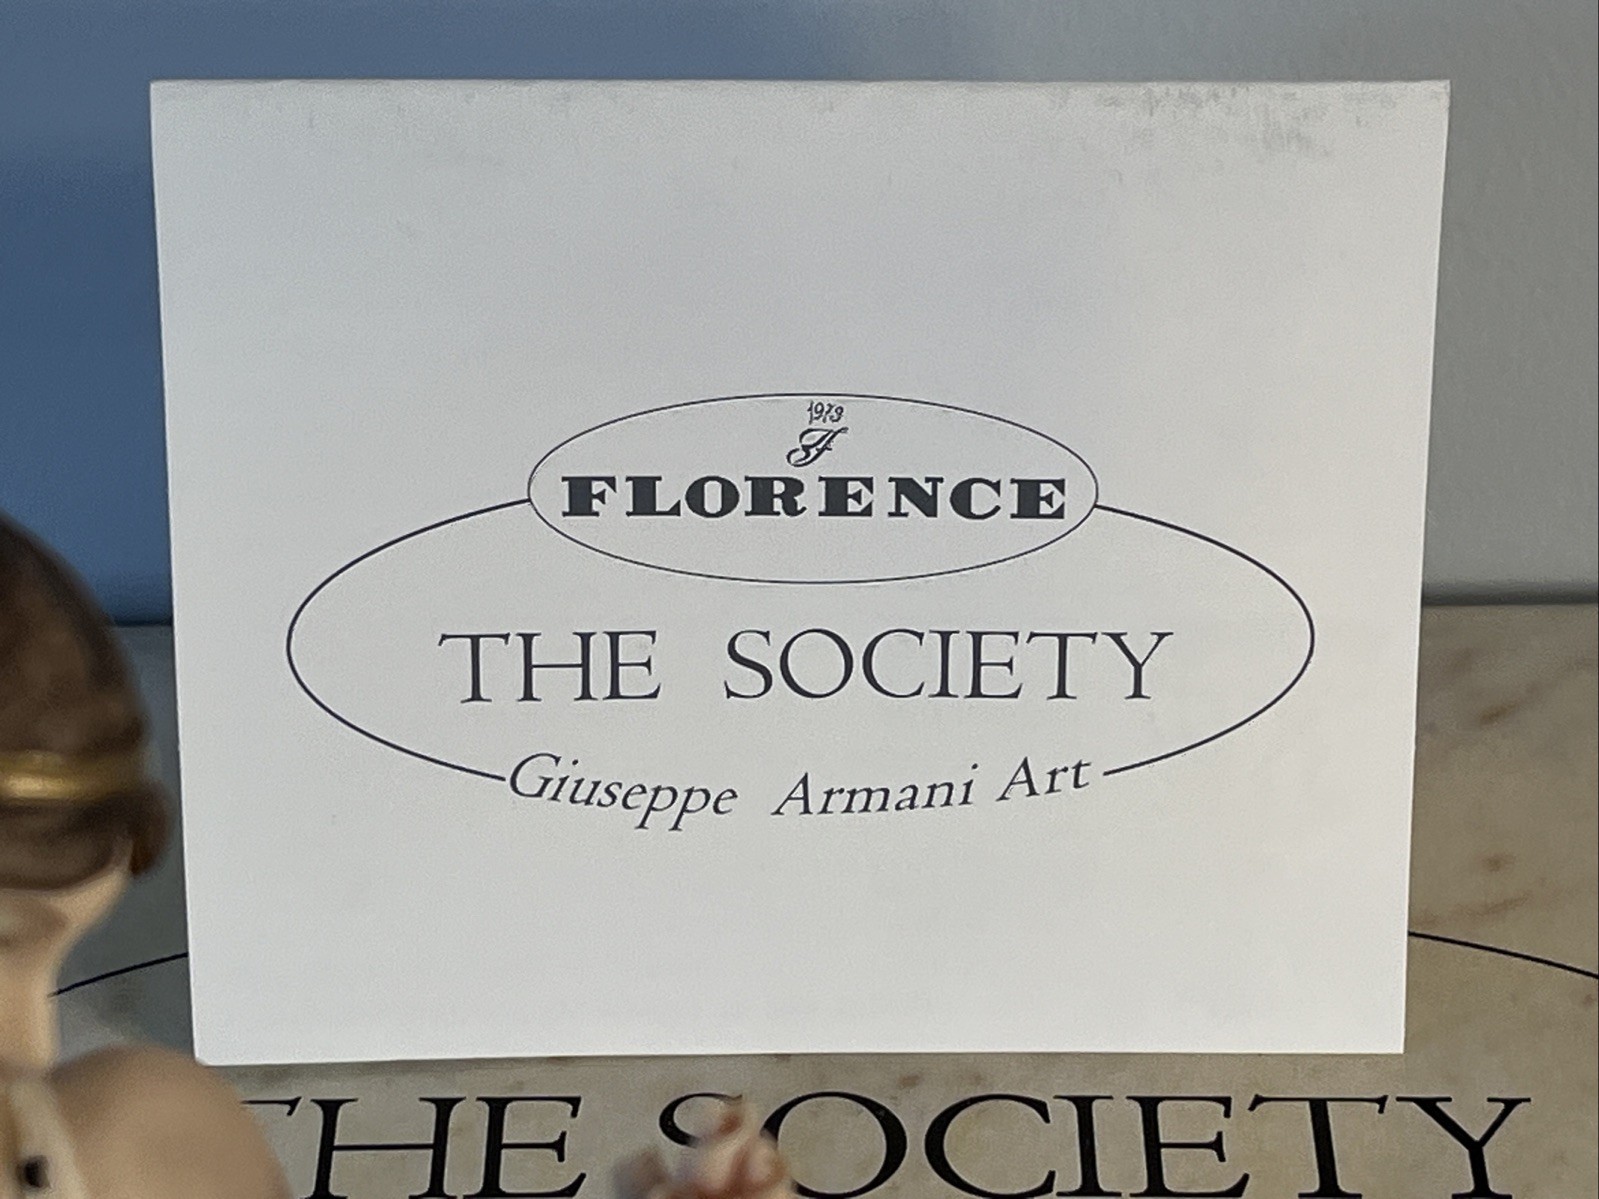 1973
F
FLORENCE
THE SOCIETY
Giuseppe Armani Art
THE SOCIETY